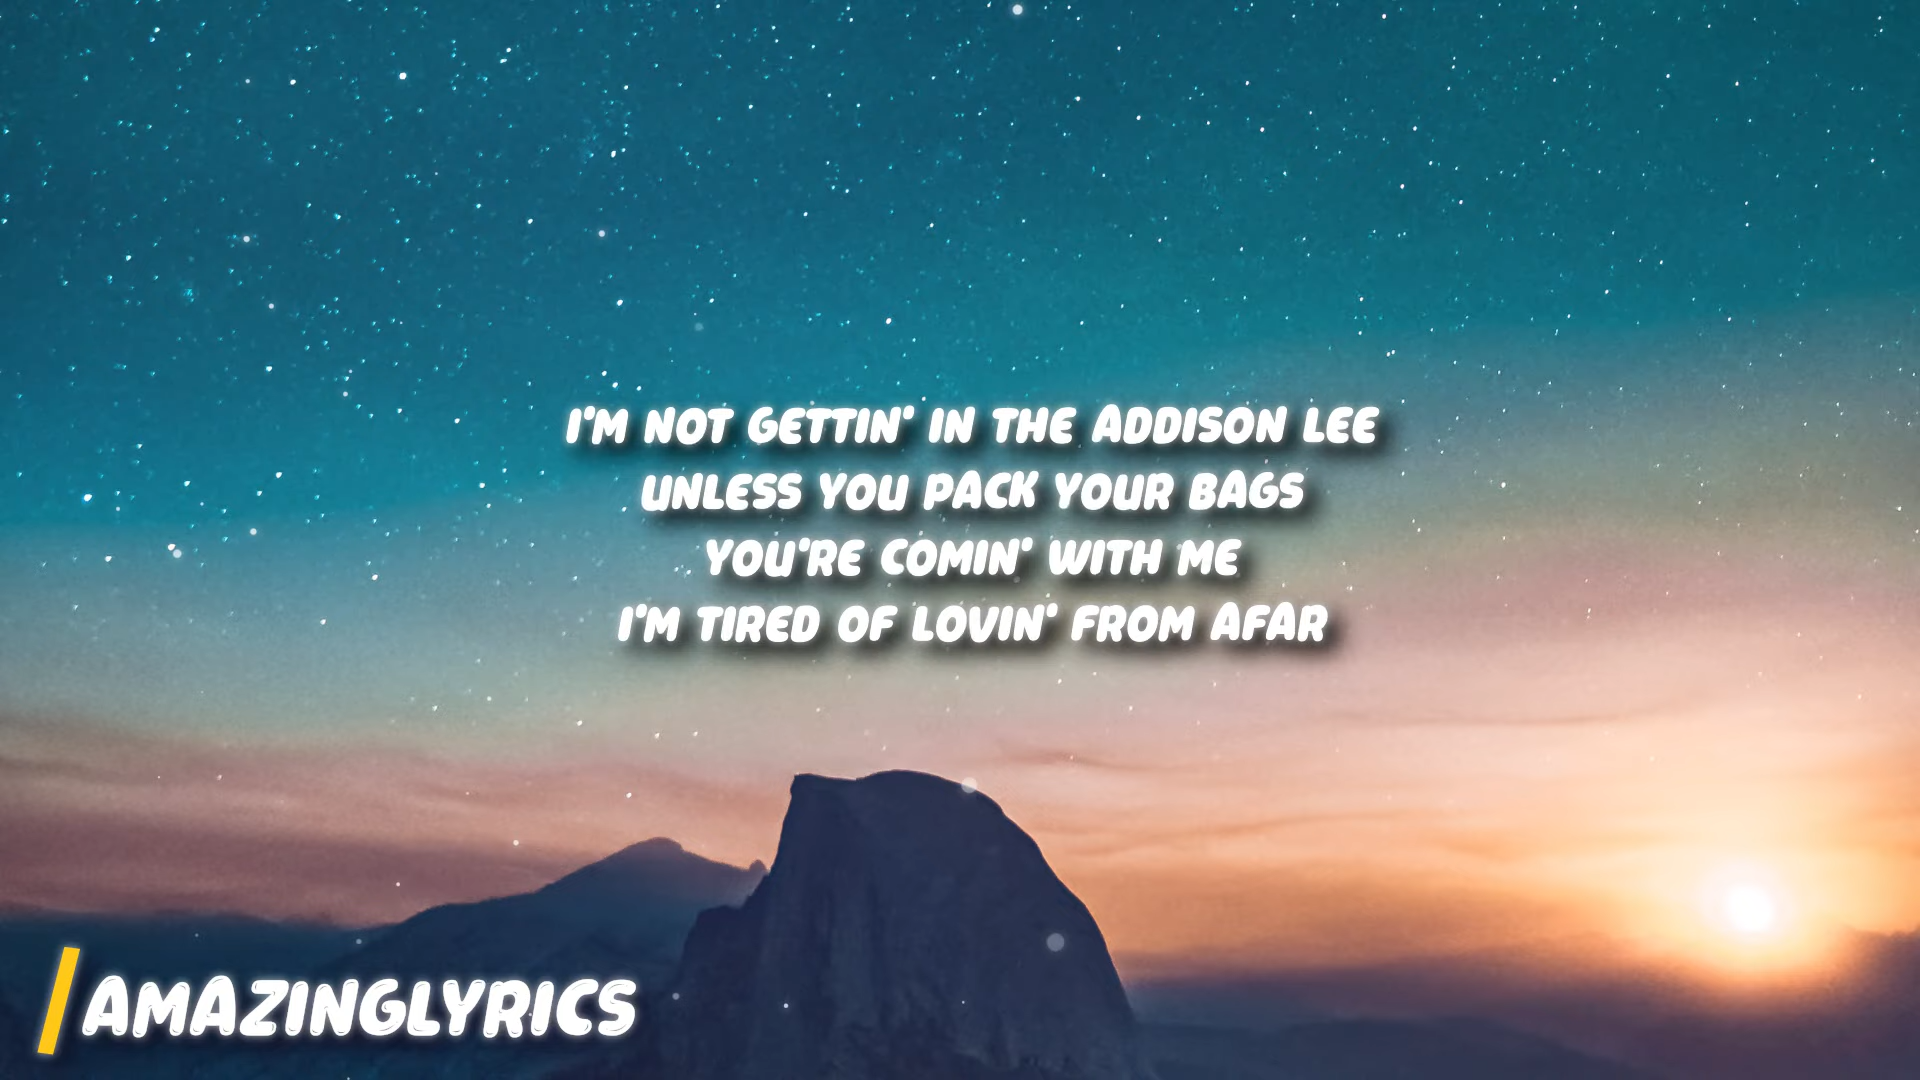 I'M NOT GETTIN' IN THE ADDISON LEE
UNLESS YOU PACK YOUR BAGS
YOU'RE COMIN' WITH ME
I'M TIRED OF LOVIN' FROM AFAR
AMAZINGLYRICS